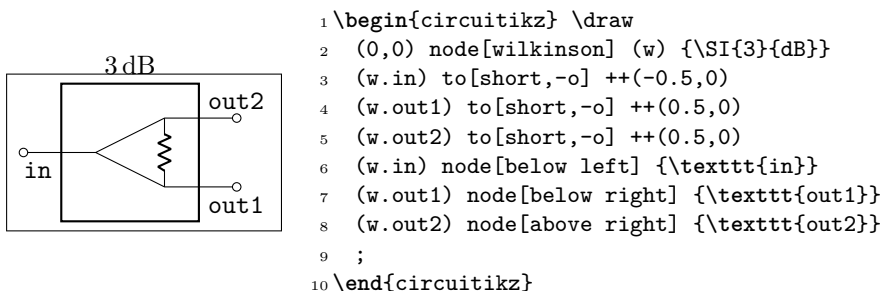 3 dB
out2
in
out1
1 \begin{circuitikz} \draw
2 (0,0) node[wilkinson] (w) {\SI{3}{dB}}
3 (w.in) to[short,-o] ++(-0.5,0)
4 (w.out1) to[short,-o] ++(0.5,0)
5 (w.out2) to[short,-o] ++(0.5,0)
6 (w.in) node[below left] {\texttt{in}}
7 (w.out1) node[below right] {\texttt{out1}}
8 (w.out2) node[above right] {\texttt{out2}}
9 ;
10 \end{circuitikz}